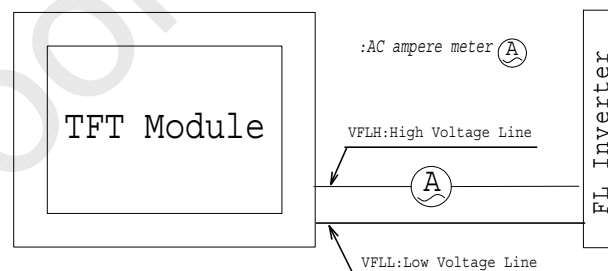 :AC ampere meter A
TFT Module
VFLH:High Voltage Line
A
VFLL:Low Voltage Line
FL Inverter